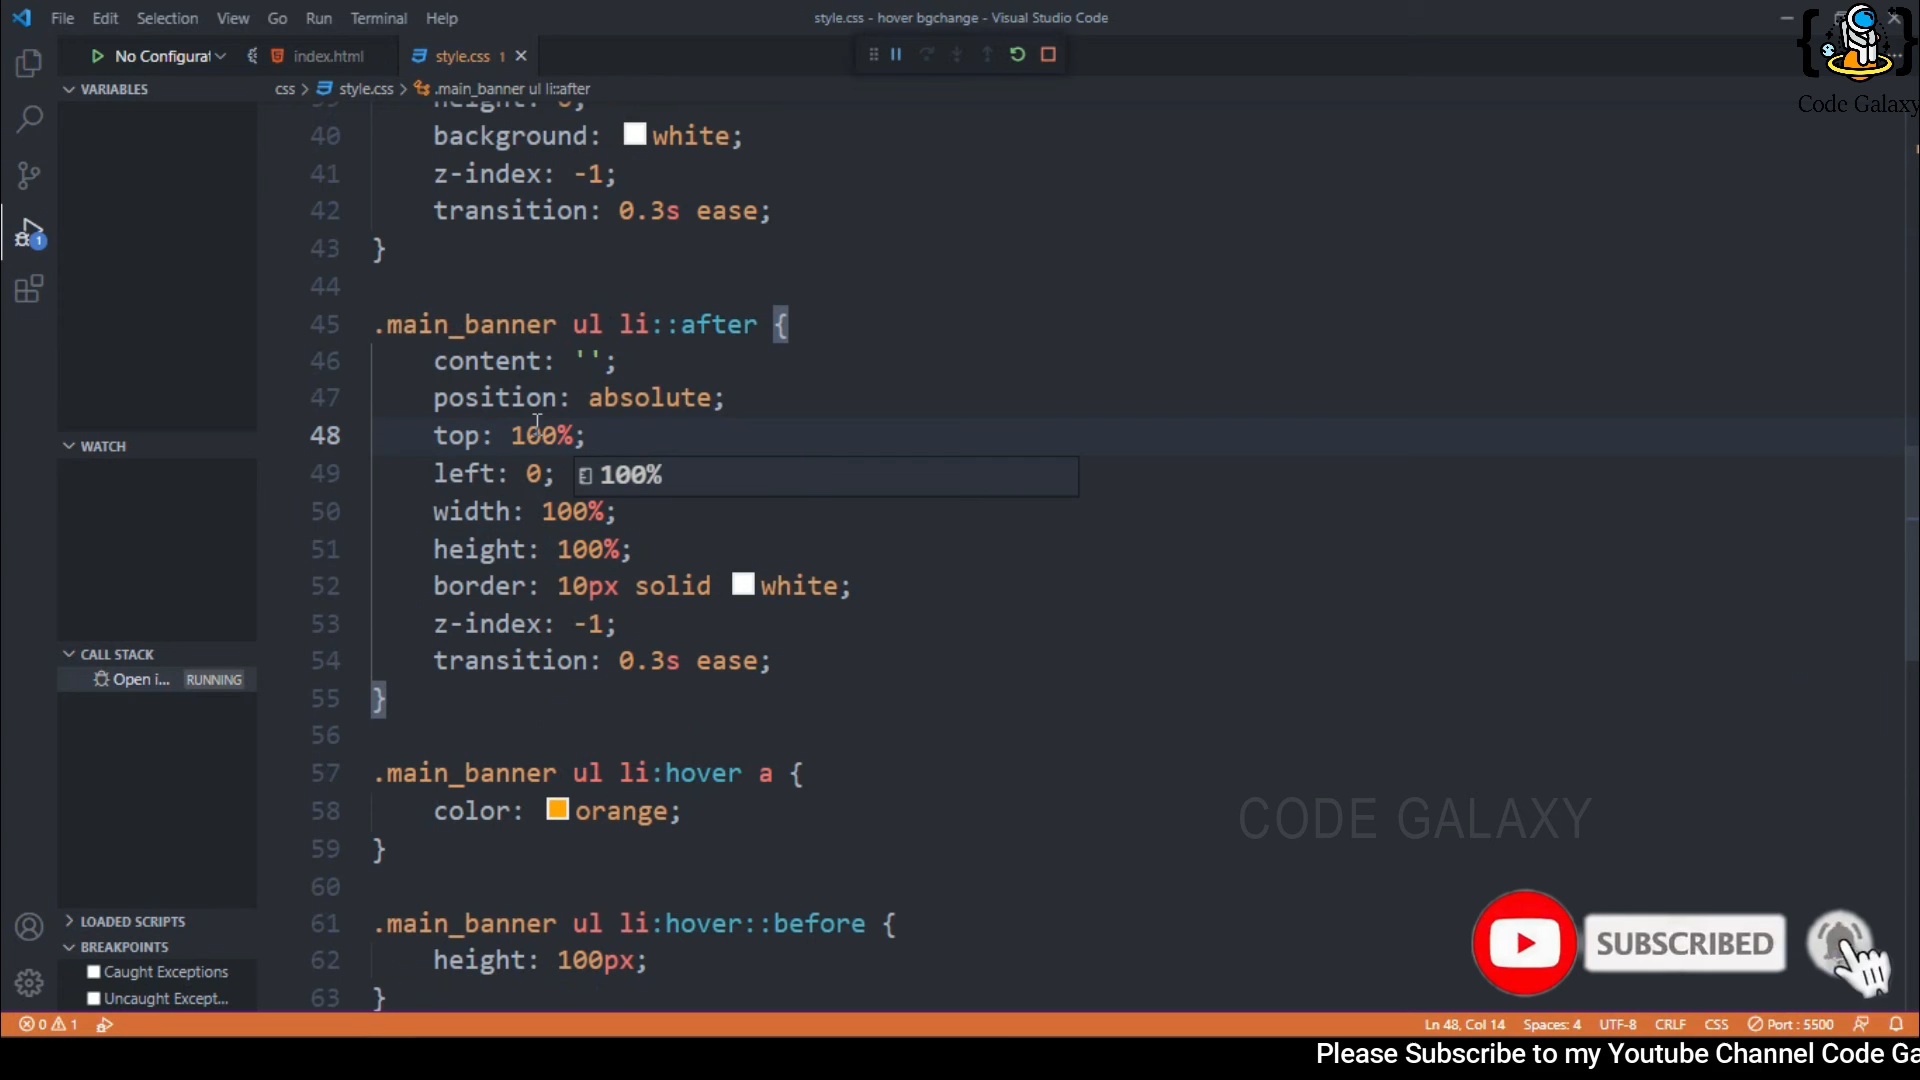 File Edit Selection View Go Run Terminal Help
style.css - hover bgchange - Visual Studio Code
No Configurat
index.html
style.css 1
Code Galaxy
VARIABLES
css > style.css > .main_banner ul li::after
height: 0;
40 background: white;
41 z-index: -1;
42 transition: 0.3s ease;
43 }
44
45 .main_banner ul li::after {
46 content: '';
47 position: absolute;
48 top: 100%;
49 left: 0;
100%
50 width: 100%;
51 height: 100%;
52 border: 10px solid white;
53 z-index: -1;
54 transition: 0.3s ease;
55 }
56
57 .main_banner ul li:hover a {
58 color: orange;
59 }
60
61 .main_banner ul li:hover::before {
62 height: 100px;
63 }
WATCH
CALL STACK
Open i... RUNNING
LOADED SCRIPTS
BREAKPOINTS
Caught Exceptions
Uncaught Except...
1
CODE GALAXY
SUBSCRIBED
0 1
Ln 48, Col 14 Spaces: 4 UTF-8 CRLF CSS Port : 5500
Please Subscribe to my Youtube Channel Code Ga